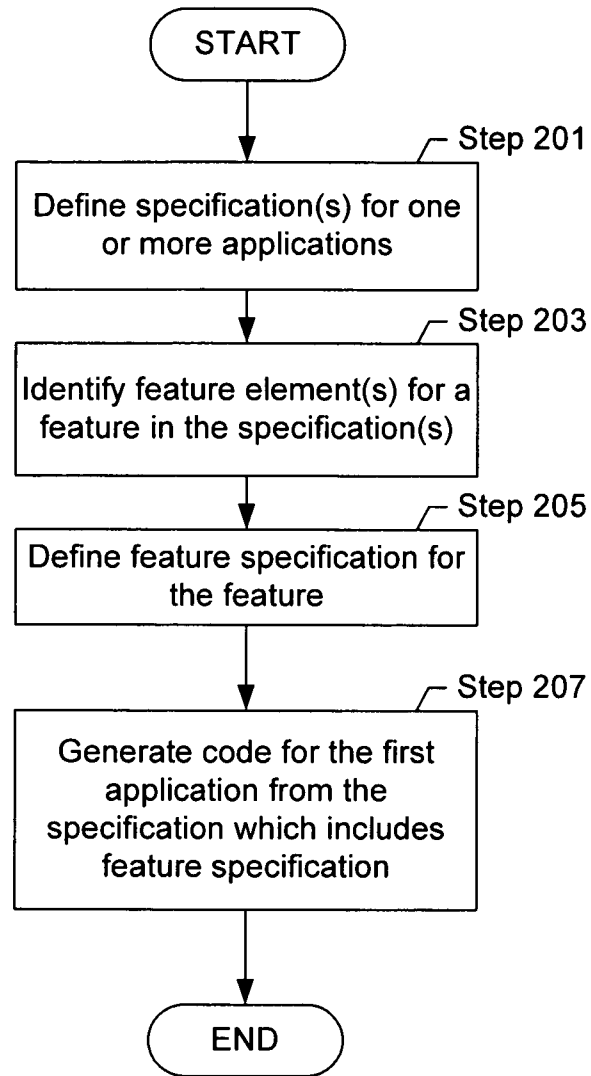 START
Step 201
Define specification(s) for one
or more applications
Step 203
Identify feature element(s) for a
feature in the specification(s)
Step 205
Define feature specification for
the feature
Step 207
Generate code for the first
application from the
specification which includes
feature specification
END